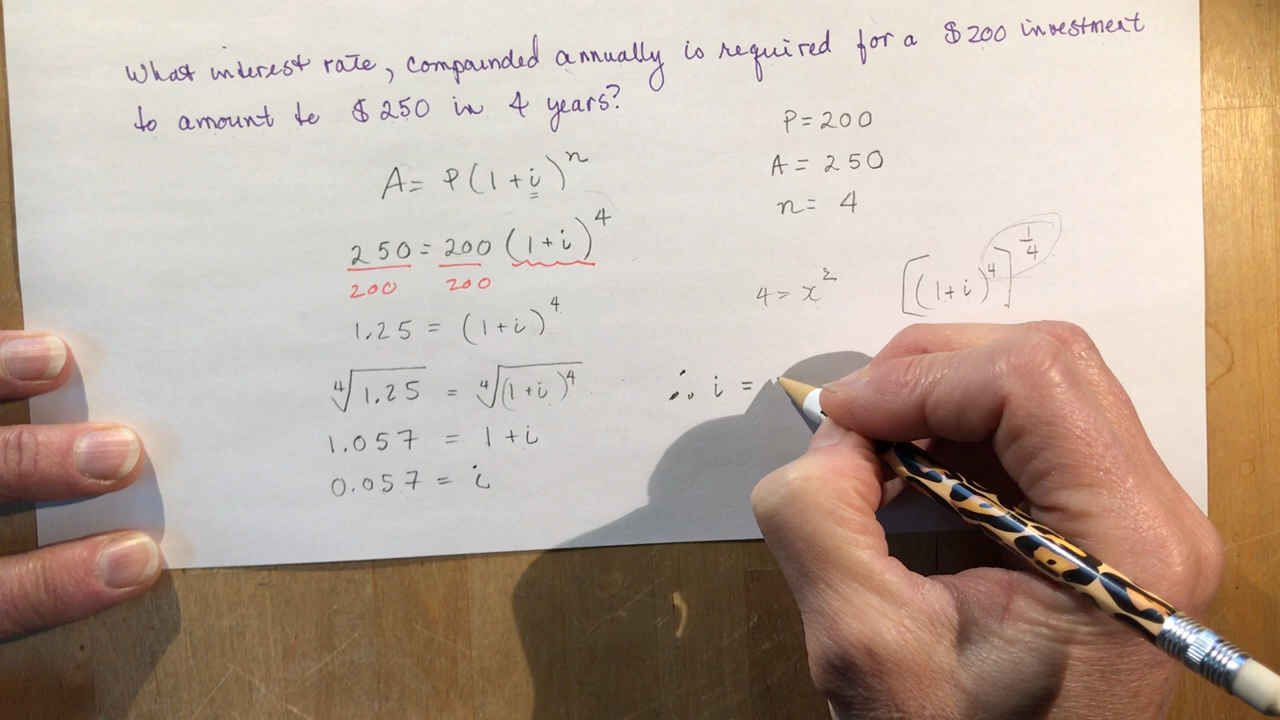 What interest rate, compounded annually is required for a $200 investment
to amount to $250 in 4 years?
A = P(1+i)^n
250 = 200 (1+i)^4
200 200
1.25 = (1+i)^4
∜1.25 = ∜(1+i)^4
1.057 = 1+i
0.057 = i
P = 200
A = 250
n = 4
4 = x^2 [(1+i)^4]^1/4
∴ i =